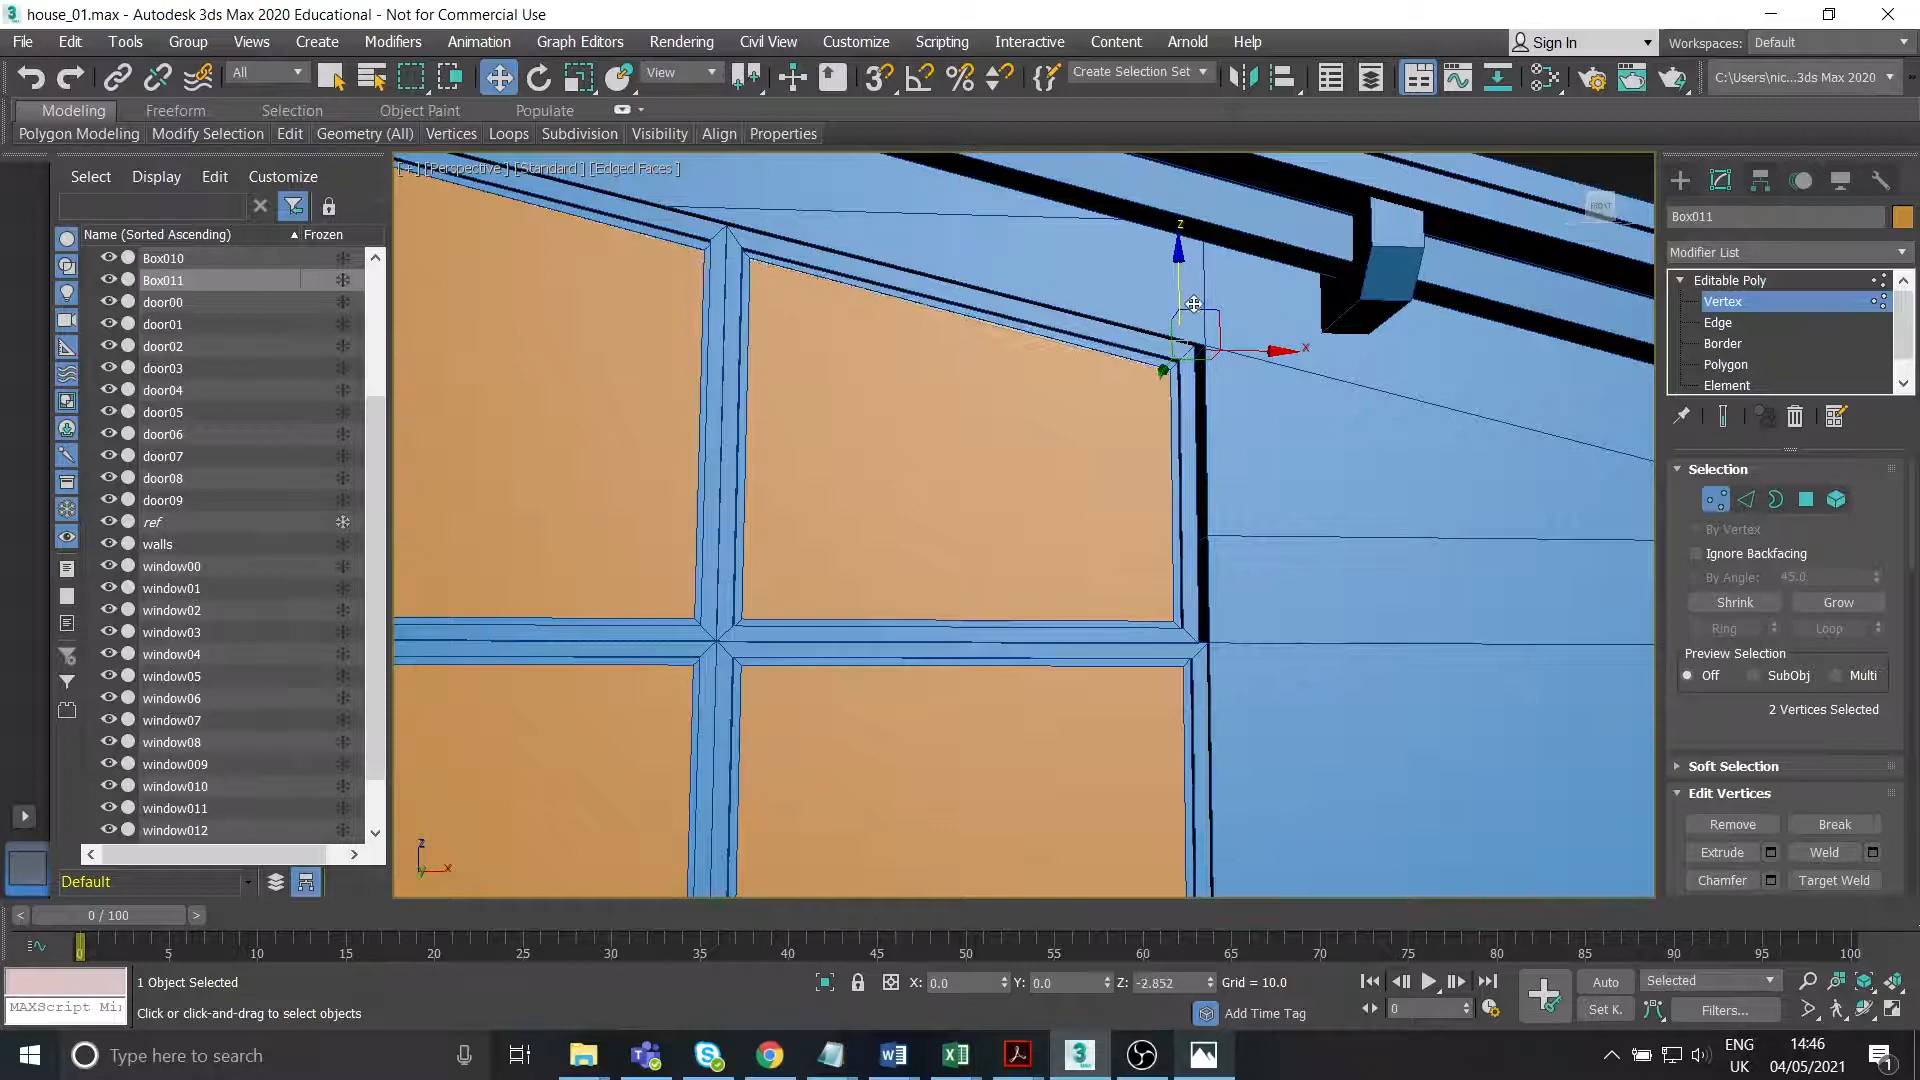 house_01.max - Autodesk 3ds Max 2020 Educational - Not for Commercial Use
File Edit Tools Group Views Create Modifiers Animation Graph Editors Rendering Civil View Customize Scripting Interactive Content Arnold Help
Sign In
Workspaces: Default
All
View
Create Selection Set
C:\Users\nic...3ds Max 2020
Modeling Freeform Selection Object Paint Populate
Polygon Modeling Modify Selection Edit Geometry (All) Vertices Loops Subdivision Visibility Align Properties
Select Display Edit Customize
Name (Sorted Ascending) Frozen
Box010
Box011
door00
door01
door02
door03
door04
door05
door06
door07
door08
door09
ref
walls
window00
window01
window02
window03
window04
window05
window06
window07
window08
window009
window010
window011
window012
Default
[+] [Perspective ] [Standard ] [Edged Faces ]
z
x
FRONT
z
x
Box011
Modifier List
Editable Poly
Vertex
Edge
Border
Polygon
Element
Selection
By Vertex
Ignore Backfacing
By Angle: 45.0
Shrink Grow
Ring Loop
Preview Selection
Off SubObj Multi
2 Vertices Selected
Soft Selection
Edit Vertices
Remove Break
Extrude Weld
Chamfer Target Weld
< 0 / 100 >
0 5 10 15 20 25 30 35 40 45 50 55 60 65 70 75 80 85 90 95 100
1 Object Selected
X: 0.0 Y: 0.0 Z: -2.852 Grid = 10.0
Auto Selected
MAXScript Mi
Click or click-and-drag to select objects
Add Time Tag
0
Set K. Filters...
Type here to search
ENG
UK
14:46
04/05/2021
1